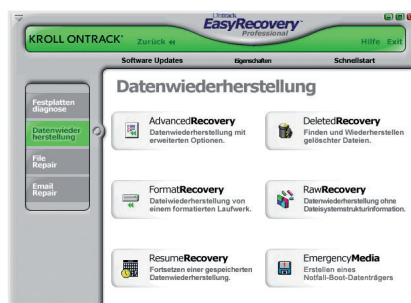 Ontrack
EasyRecovery™
Professional
KROLL ONTRACK®
Zurück
Hilfe Exit
Software Updates Eigenschaften Schnellstart
Datenwiederherstellung
Festplatten
diagnose
Datenwieder
herstellung
File
Repair
Email
Repair
AdvancedRecovery
Datenwiederherstellung mit
erweiterten Optionen.
DeletedRecovery
Finden und Wiederherstellen
gelöschter Dateien.
FormatRecovery
Dateiwiederherstellung von
einem formatierten Laufwerk.
RawRecovery
Datenwiederherstellung ohne
Dateisystemstrukturinformation.
ResumeRecovery
Fortsetzen einer gespeicherten
Datenwiederherstellung.
EmergencyMedia
Erstellen eines
Notfall-Boot-Datenträgers